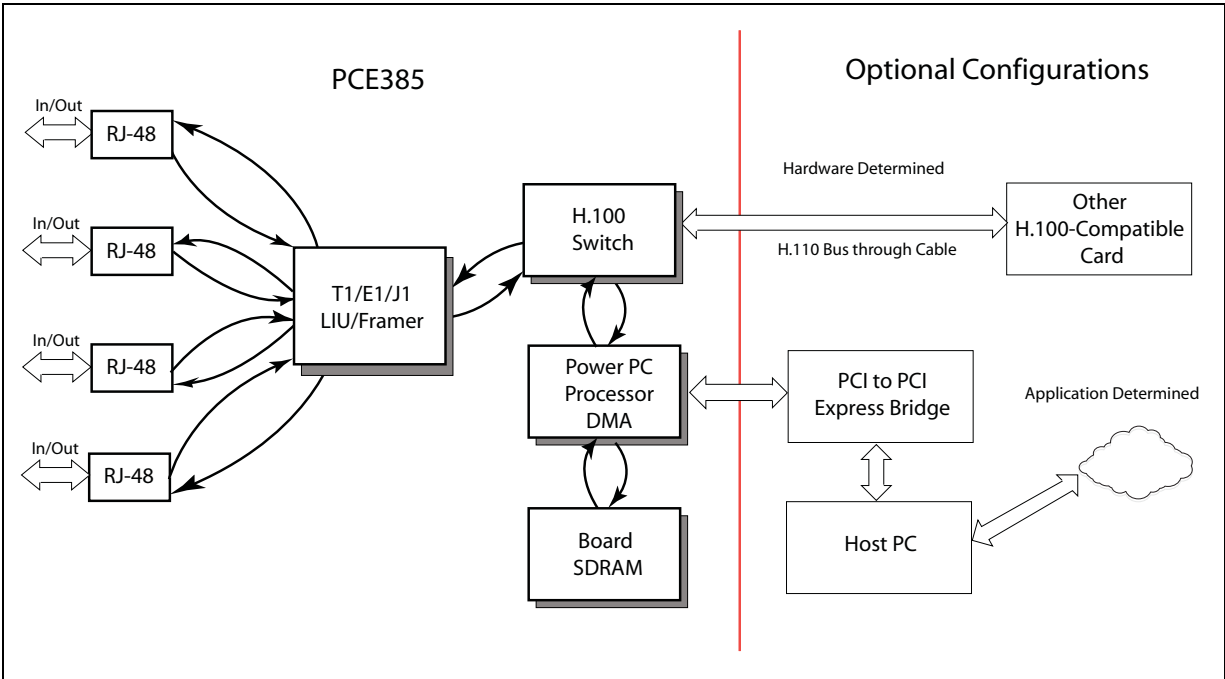 PCE385
Optional Configurations
In/Out
RJ-48
In/Out
RJ-48
In/Out
RJ-48
In/Out
RJ-48
T1/E1/J1
LIU/Framer
H.100
Switch
Power PC
Processor
DMA
Board
SDRAM
Hardware Determined
H.110 Bus through Cable
Other
H.100-Compatible
Card
PCI to PCI
Express Bridge
Application Determined
Host PC